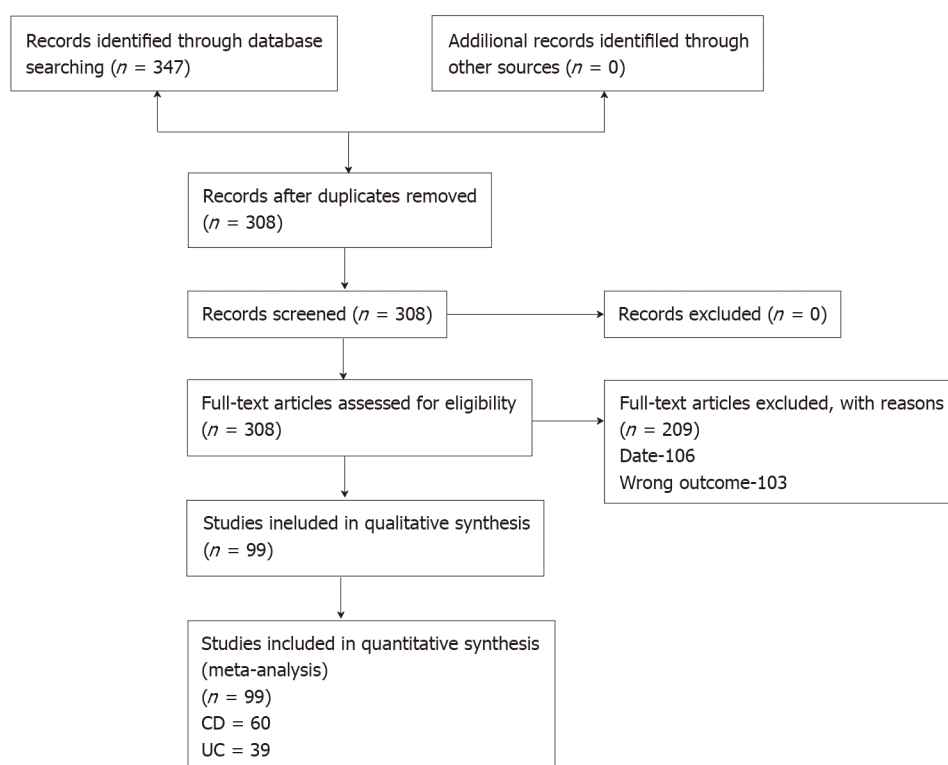 Records identified through database
searching (n = 347)
Addilional records identifiled through
other sources (n = 0)
Records after duplicates removed
(n = 308)
Records screened (n = 308)
Records excluded (n = 0)
Full-text articles assessed for eligibility
(n = 308)
Full-text articles excluded, with reasons
(n = 209)
Date-106
Wrong outcome-103
Studies ineluded in qualitative synthesis
(n = 99)
Studies included in quantitative synthesis
(meta-analysis)
(n = 99)
CD = 60
UC = 39